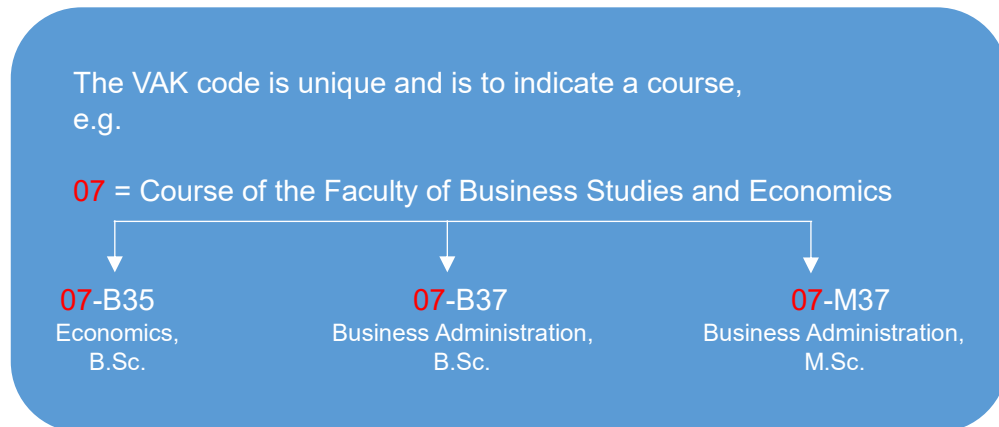 The VAK code is unique and is to indicate a course,
e.g.
07 = Course of the Faculty of Business Studies and Economics
07-B35
Economics,
B.Sc.
07-B37
Business Administration,
B.Sc.
07-M37
Business Administration,
M.Sc.